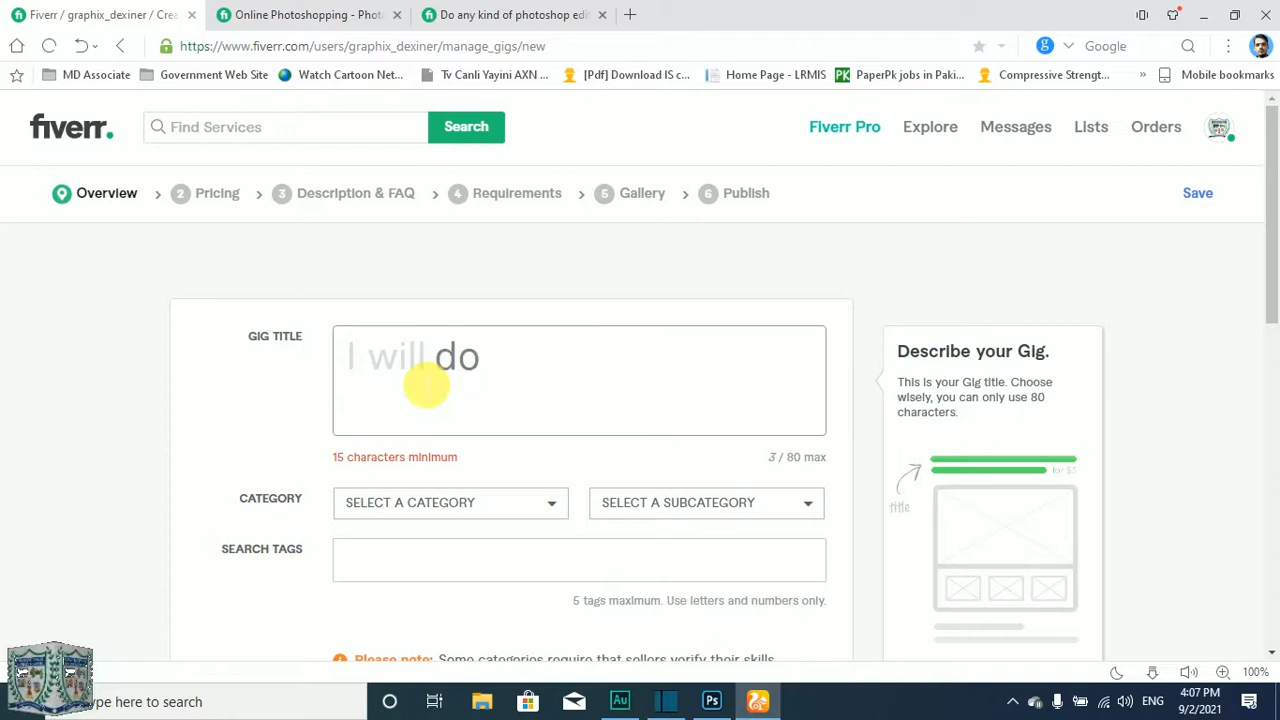 Fiverr / graphix_dexiner / Crea
Online Photoshopping - Photo
Do any kind of photoshop edi
https://www.fiverr.com/users/graphix_dexiner/manage_gigs/new
Google
MD Associate
Government Web Site
Watch Cartoon Net...
Tv Canli Yayini AXN ...
[Pdf] Download IS c...
Home Page - LRMIS
PaperPk jobs in Paki...
Compressive Strengt...
Mobile bookmarks
fiverr.
Find Services
Search
Fiverr Pro
Explore
Messages
Lists
Orders
Overview
2 Pricing
3 Description & FAQ
4 Requirements
5 Gallery
6 Publish
Save
GIG TITLE
I will do
15 characters minimum
3 / 80 max
Describe your Gig.
This is your Gig title. Choose
wisely, you can only use 80
characters.
for $5
title
CATEGORY
SELECT A CATEGORY
SELECT A SUBCATEGORY
SEARCH TAGS
5 tags maximum. Use letters and numbers only.
Please note: Some categories require that sellers verify their skills.
100%
ype here to search
Au
Ps
ENG
4:07 PM
9/2/2021